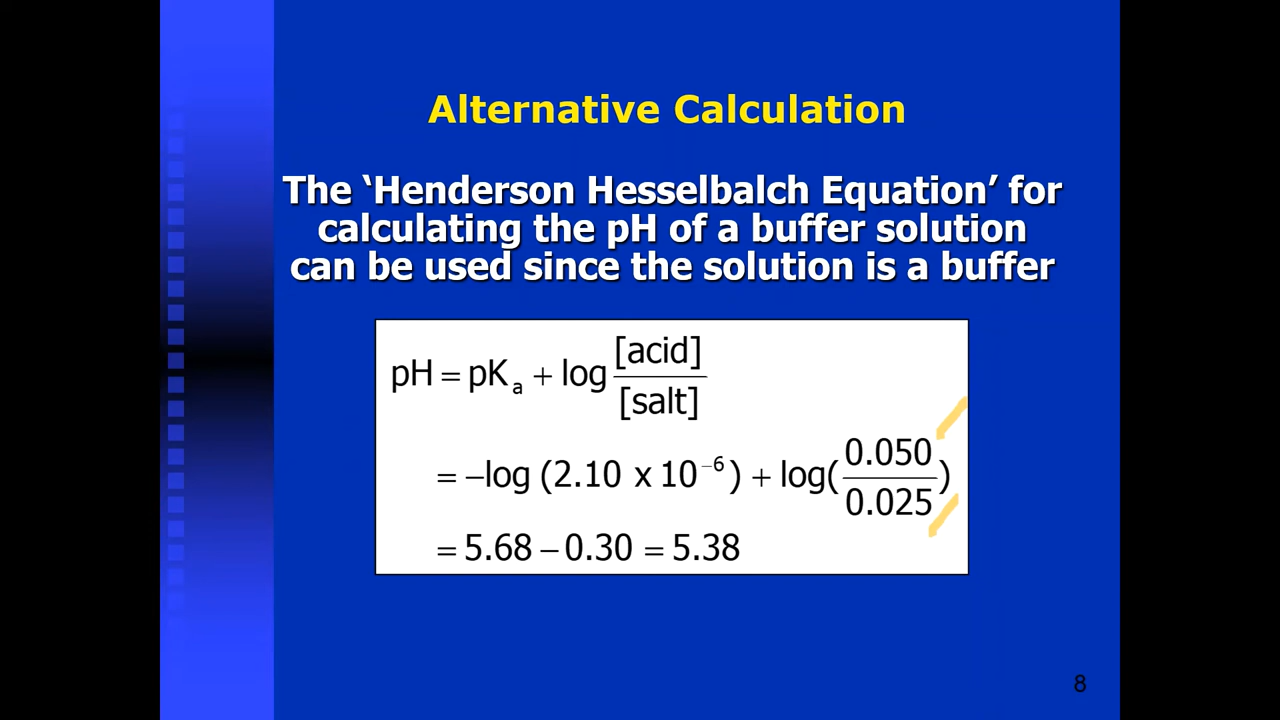 Alternative Calculation
The ‘Henderson Hesselbalch Equation’ for
calculating the pH of a buffer solution
can be used since the solution is a buffer
pH = pKₐ + log [acid]/[salt]
= −log (2.10 x 10⁻⁶) + log(0.050/0.025)
= 5.68 − 0.30 = 5.38
8